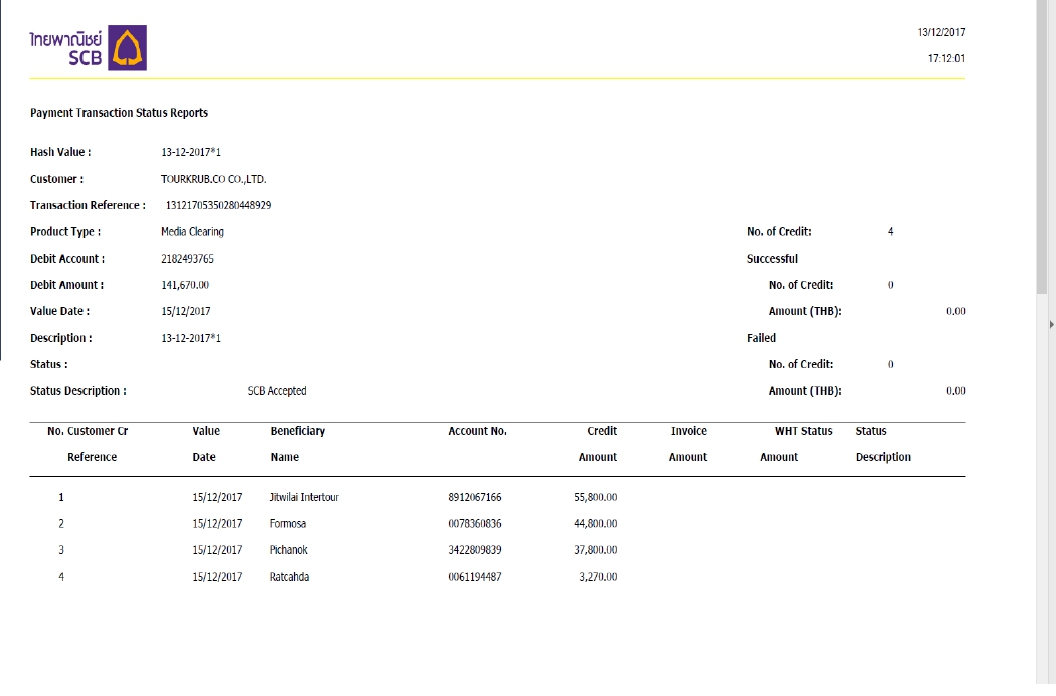 ไทยพาณิชย์
SCB
13/12/2017
17:12:01
Payment Transaction Status Reports
Hash Value : 13-12-2017*1
Customer : TOURKRUB.CO CO.,LTD.
Transaction Reference : 13121705350280448929
Product Type : Media Clearing No. of Credit: 4
Debit Account : 2182493765 Successful
Debit Amount : 141,670.00 No. of Credit: 0
Value Date : 15/12/2017 Amount (THB): 0.00
Description : 13-12-2017*1 Failed
Status : No. of Credit: 0
Status Description : SCB Accepted Amount (THB): 0.00
No. Customer Cr Value Beneficiary Account No. Credit Invoice WHT Status Status
Reference Date Name Amount Amount Amount Description
1 15/12/2017 Jitwilai Intertour 8912067166 55,800.00
2 15/12/2017 Formosa 0078360836 44,800.00
3 15/12/2017 Pichanok 3422809839 37,800.00
4 15/12/2017 Ratcahda 0061194487 3,270.00